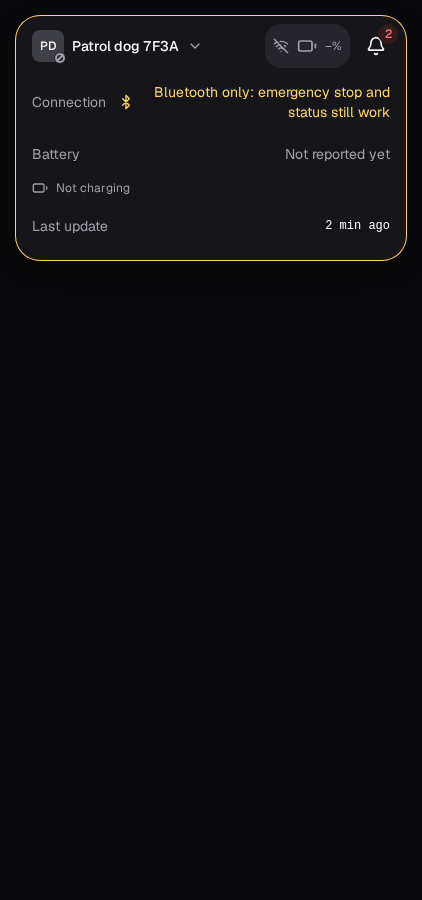 PD
Patrol dog 7F3A
–%
2
Connection
Bluetooth only: emergency stop and
status still work
Battery
Not reported yet
Not charging
Last update
2 min ago